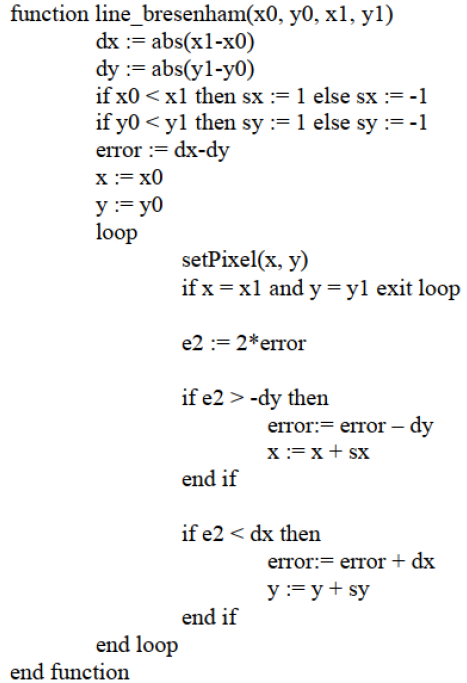 function line_bresenham(x0, y0, x1, y1)
dx := abs(x1-x0)
dy := abs(y1-y0)
if x0 < x1 then sx := 1 else sx := -1
if y0 < y1 then sy := 1 else sy := -1
error := dx-dy
x := x0
y := y0
loop
setPixel(x, y)
if x = x1 and y = y1 exit loop
e2 := 2*error
if e2 > -dy then
error:= error – dy
x := x + sx
end if
if e2 < dx then
error:= error + dx
y := y + sy
end if
end loop
end function